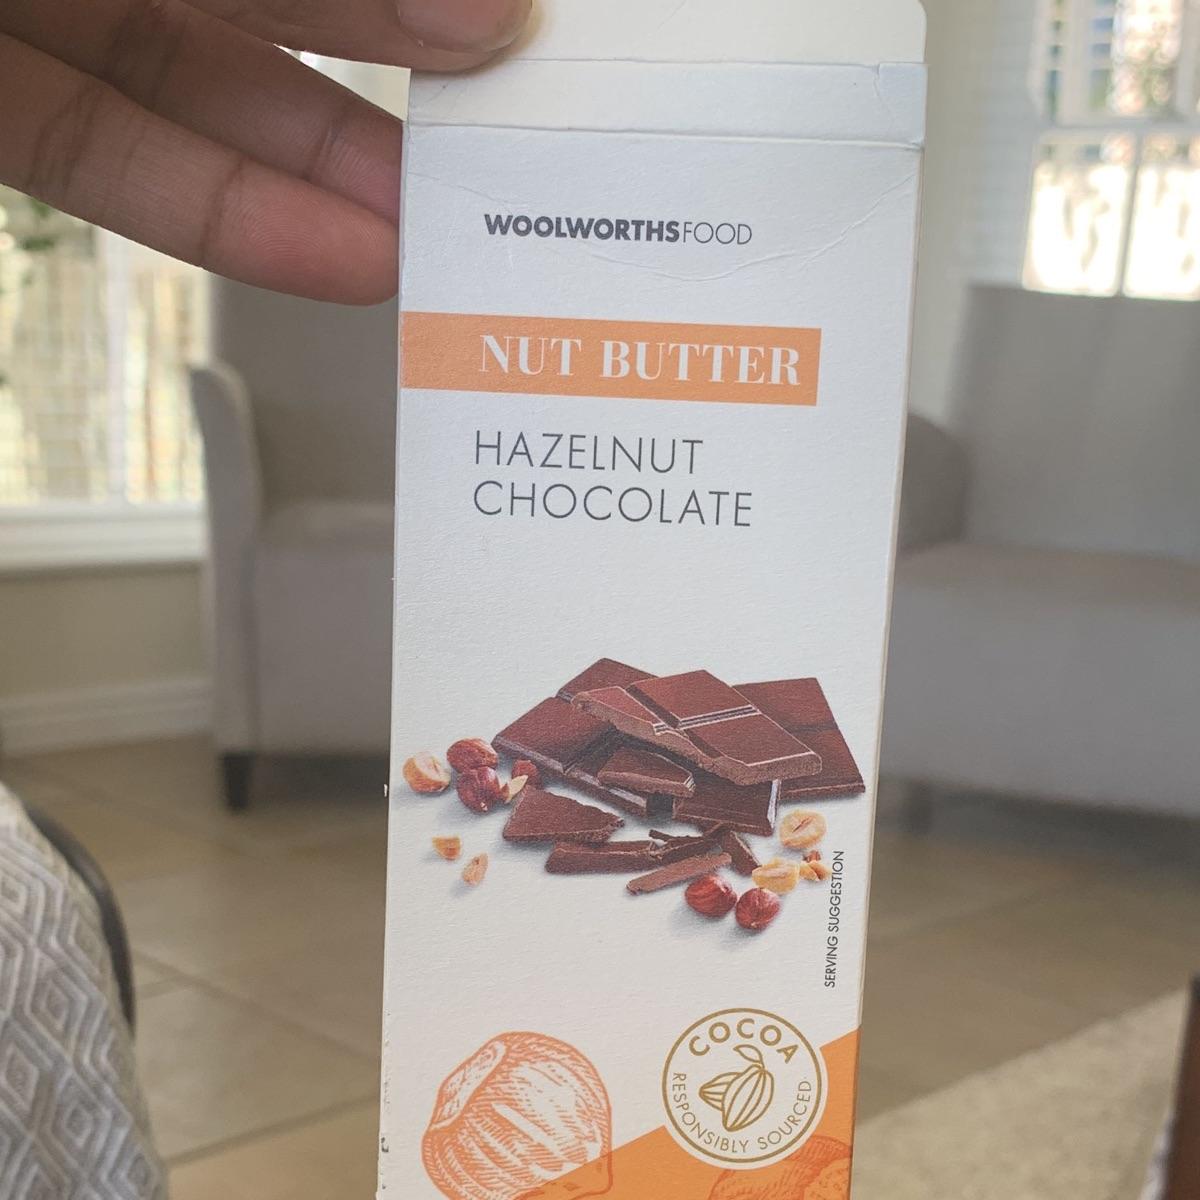 WOOLWORTHSFOOD
NUT BUTTER
HAZELNUT
CHOCOLATE
SERVING SUGGESTION
COCOA
RESPONSIBLY SOURCED